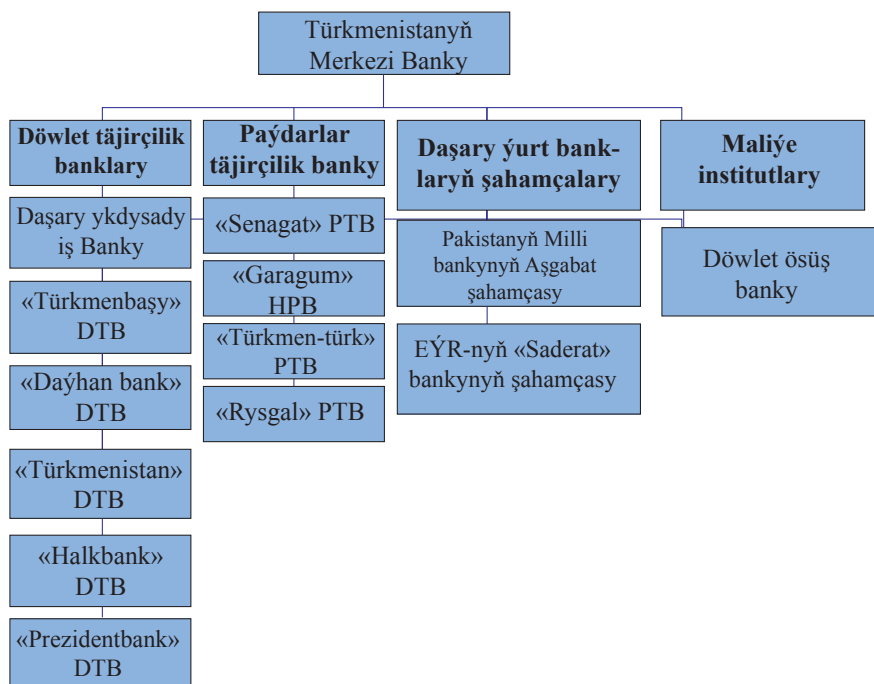 Türkmenistanyň
Merkezi Banky
Döwlet täjirçilik
banklary
Daşary ykdysady
iş Banky
«Türkmenbaşy»
DTB
«Daýhan bank»
DTB
«Türkmenistan»
DTB
«Halkbank»
DTB
«Prezidentbank»
DTB
Paýdarlar
täjirçilik banky
«Senagat» PTB
«Garagum»
HPB
«Türkmen-türk»
PTB
«Rysgal» PTB
Daşary ýurt bank-
laryň şahamçalary
Pakistanyň Milli
bankynyň Aşgabat
şahamçasy
EÝR-nyň «Saderat»
bankynyň şahamçasy
Maliýe
institutlary
Döwlet ösüş
banky